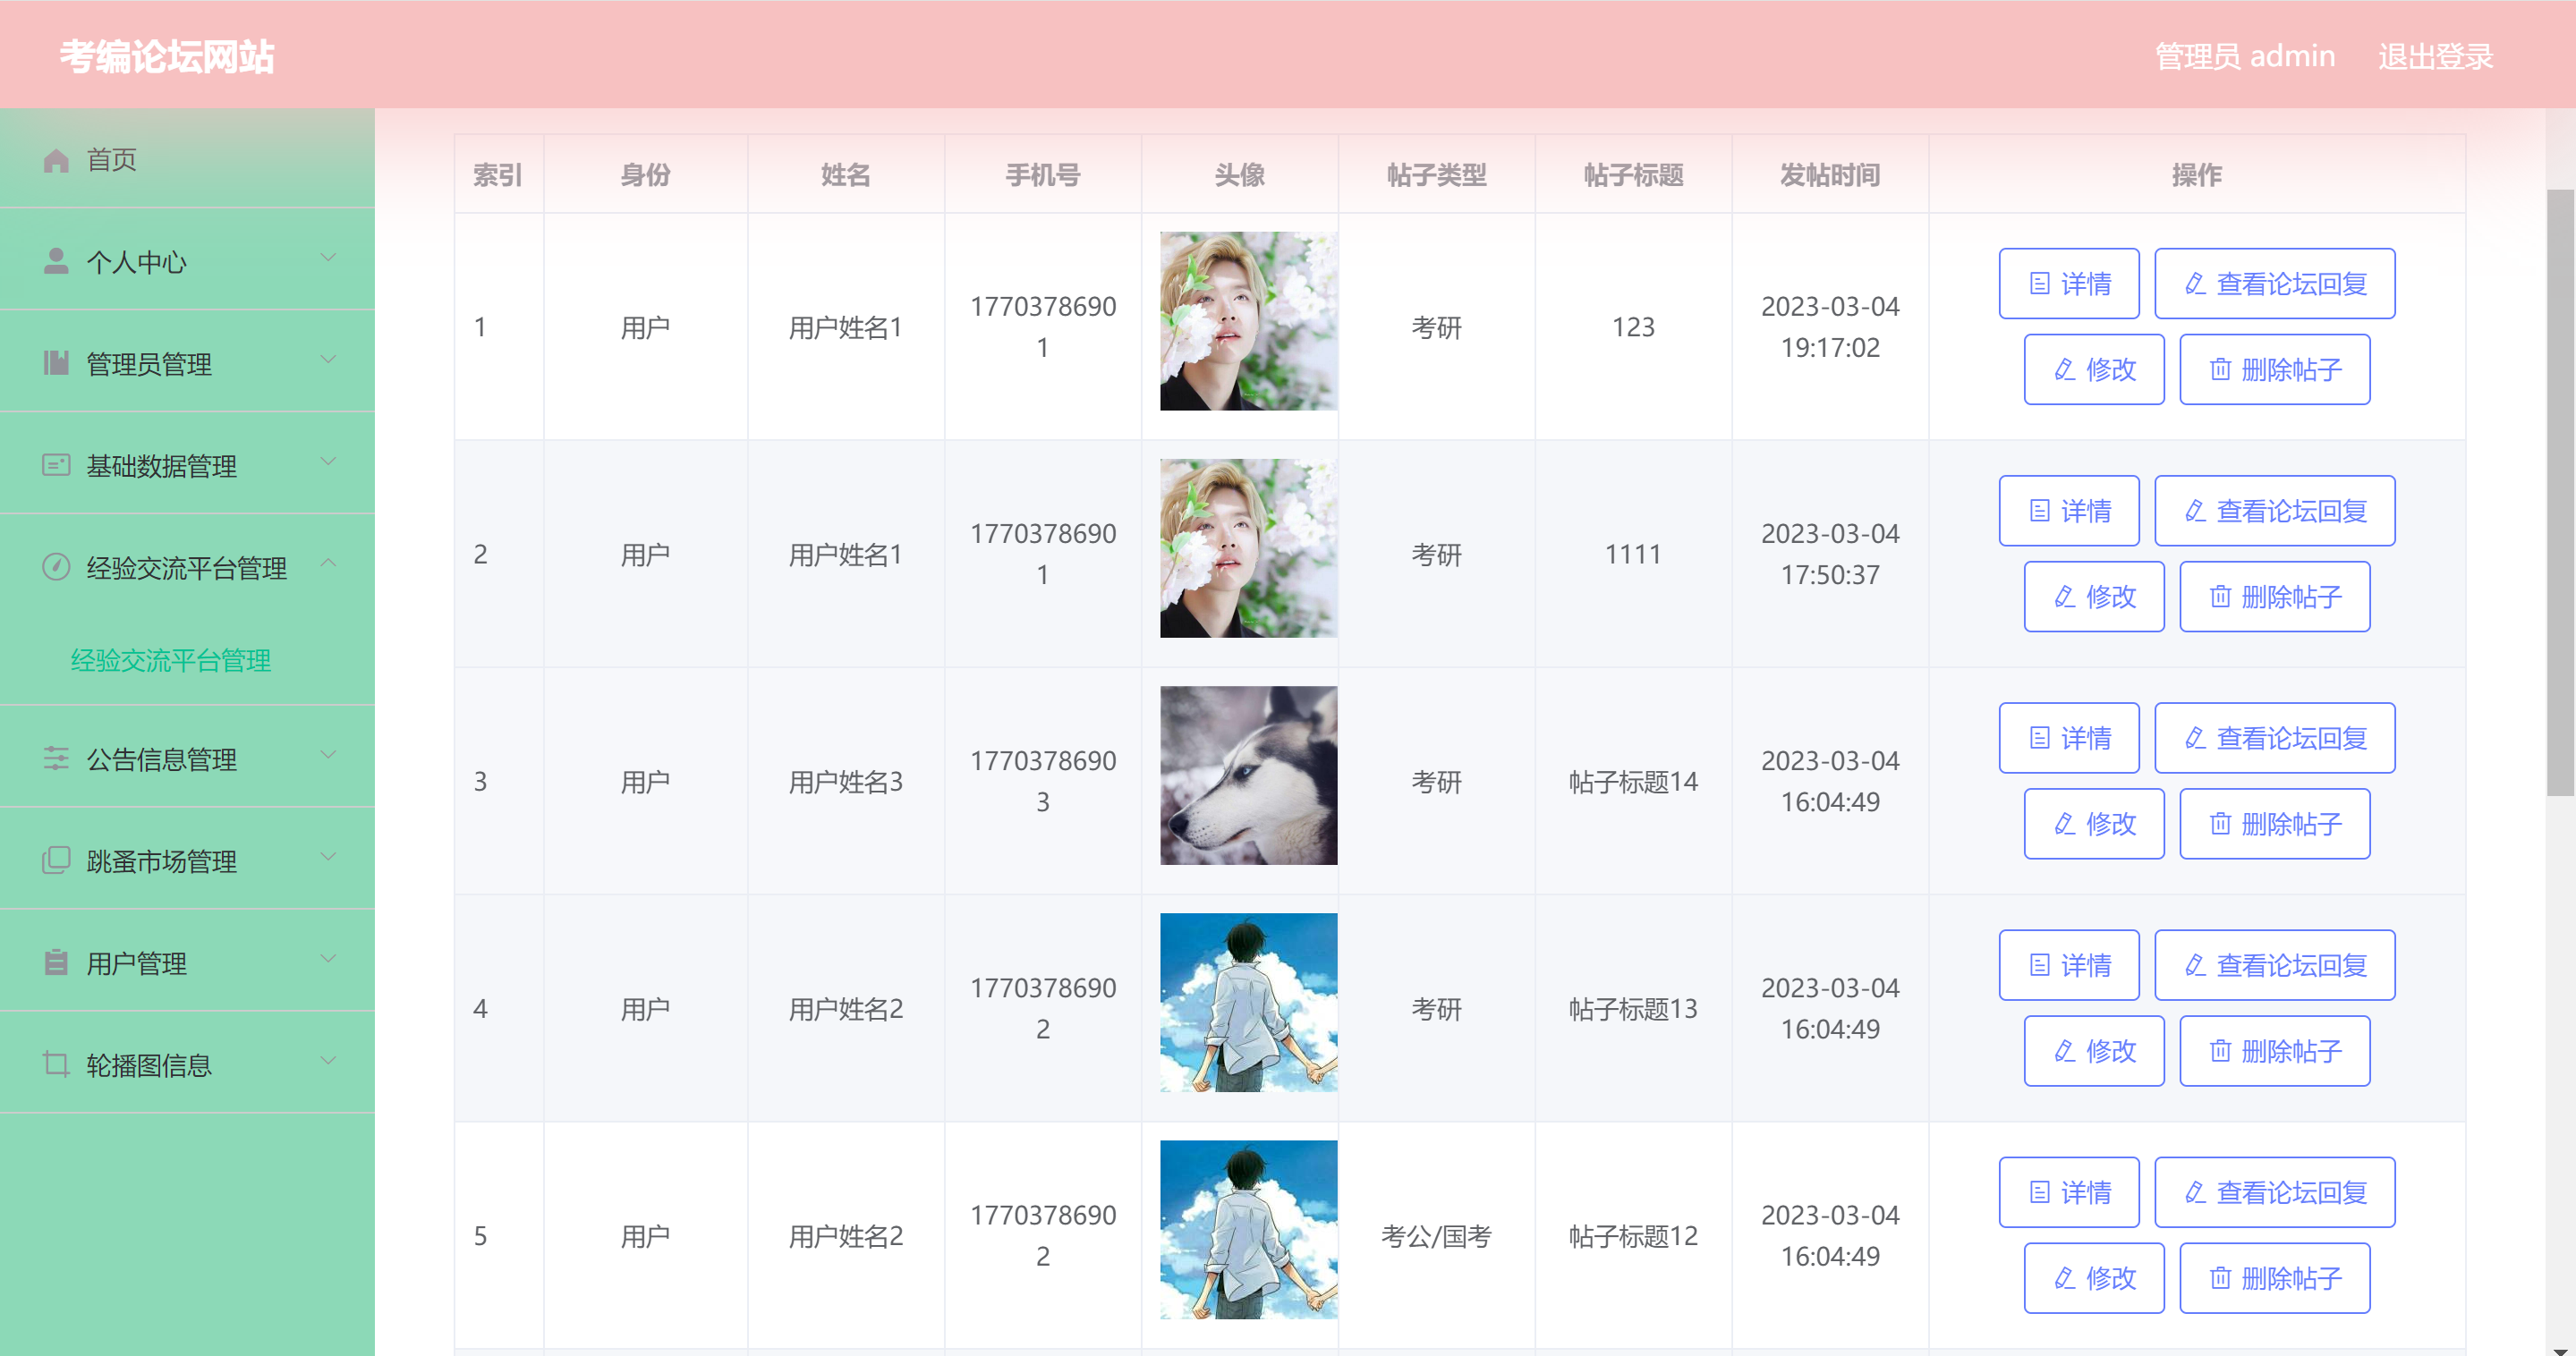 考编论坛网站
管理员 admin 退出登录
首页
个人中心
管理员管理
基础数据管理
经验交流平台管理
经验交流平台管理
公告信息管理
跳蚤市场管理
用户管理
轮播图信息
索引 身份 姓名 手机号 头像 帖子类型 帖子标题 发帖时间 操作
1 用户 用户姓名1 1770378690
1 考研 123 2023-03-04
19:17:02 详情 查看论坛回复
修改 删除帖子
2 用户 用户姓名1 1770378690
1 考研 1111 2023-03-04
17:50:37 详情 查看论坛回复
修改 删除帖子
3 用户 用户姓名3 1770378690
3 考研 帖子标题14 2023-03-04
16:04:49 详情 查看论坛回复
修改 删除帖子
4 用户 用户姓名2 1770378690
2 考研 帖子标题13 2023-03-04
16:04:49 详情 查看论坛回复
修改 删除帖子
5 用户 用户姓名2 1770378690
2 考公/国考 帖子标题12 2023-03-04
16:04:49 详情 查看论坛回复
修改 删除帖子